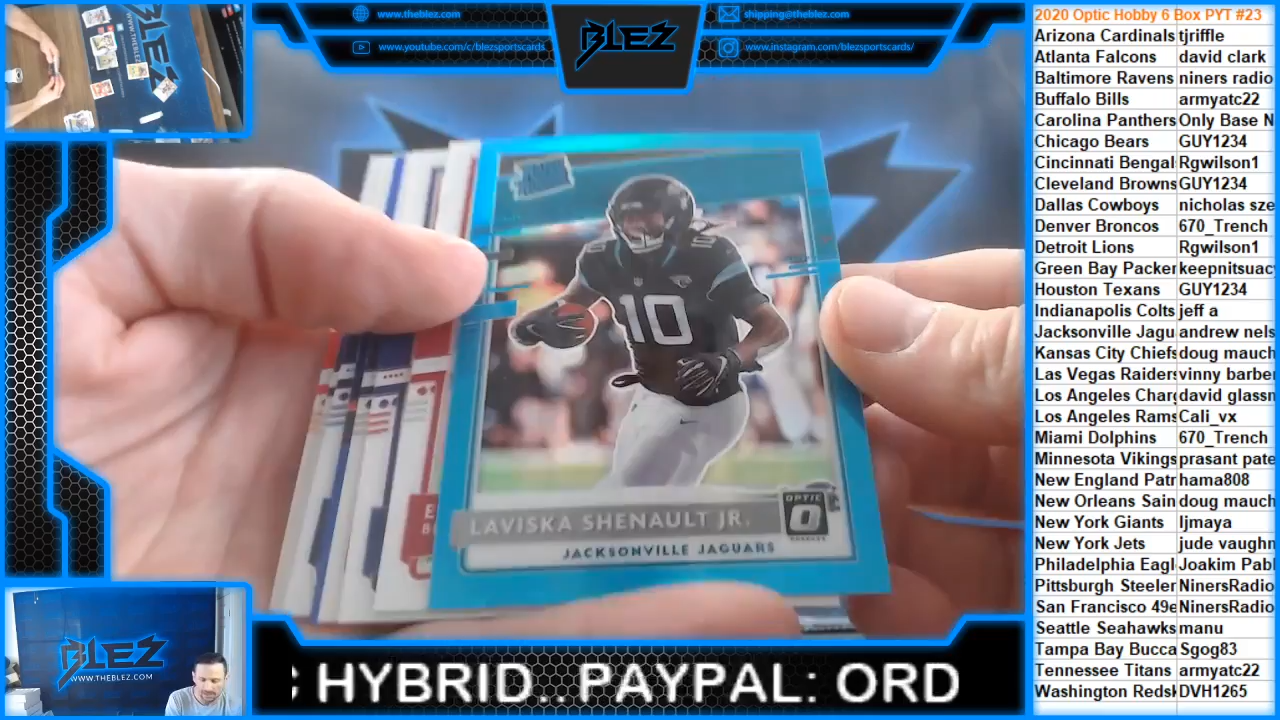 www.theblez.com
www.youtube.com/c/blezsportscards
BLEZ
shipping@theblez.com
www.instagram.com/blezsportscards/
10
10
LAVISKA SHENAULT JR.
OPTIC
JACKSONVILLE JAGUARS
BLEZ
WWW.THEBLEZ.COM
C HYBRID.. PAYPAL: ORD
2020 Optic Hobby 6 Box PYT #23
Arizona Cardinals tjriffle
Atlanta Falcons david clark
Baltimore Ravens niners radio
Buffalo Bills armyatc22
Carolina Panthers Only Base N
Chicago Bears GUY1234
Cincinnati Bengal Rgwilson1
Cleveland Browns GUY1234
Dallas Cowboys nicholas sze
Denver Broncos 670_Trench
Detroit Lions Rgwilson1
Green Bay Packer keepnitsuac
Houston Texans GUY1234
Indianapolis Colts jeff a
Jacksonville Jagu andrew nels
Kansas City Chiefs doug mauch
Las Vegas Raiders vinny barber
Los Angeles Charg david glassn
Los Angeles Rams Cali_vx
Miami Dolphins 670_Trench
Minnesota Vikings prasant pate
New England Patr hama808
New Orleans Sain doug mauch
New York Giants ljmaya
New York Jets jude vaughn
Philadelphia Eagl Joakim Pabl
Pittsburgh Steeler NinersRadio
San Francisco 49e NinersRadio
Seattle Seahawks manu
Tampa Bay Bucca Sgog83
Tennessee Titans armyatc22
Washington Redsk DVH1265